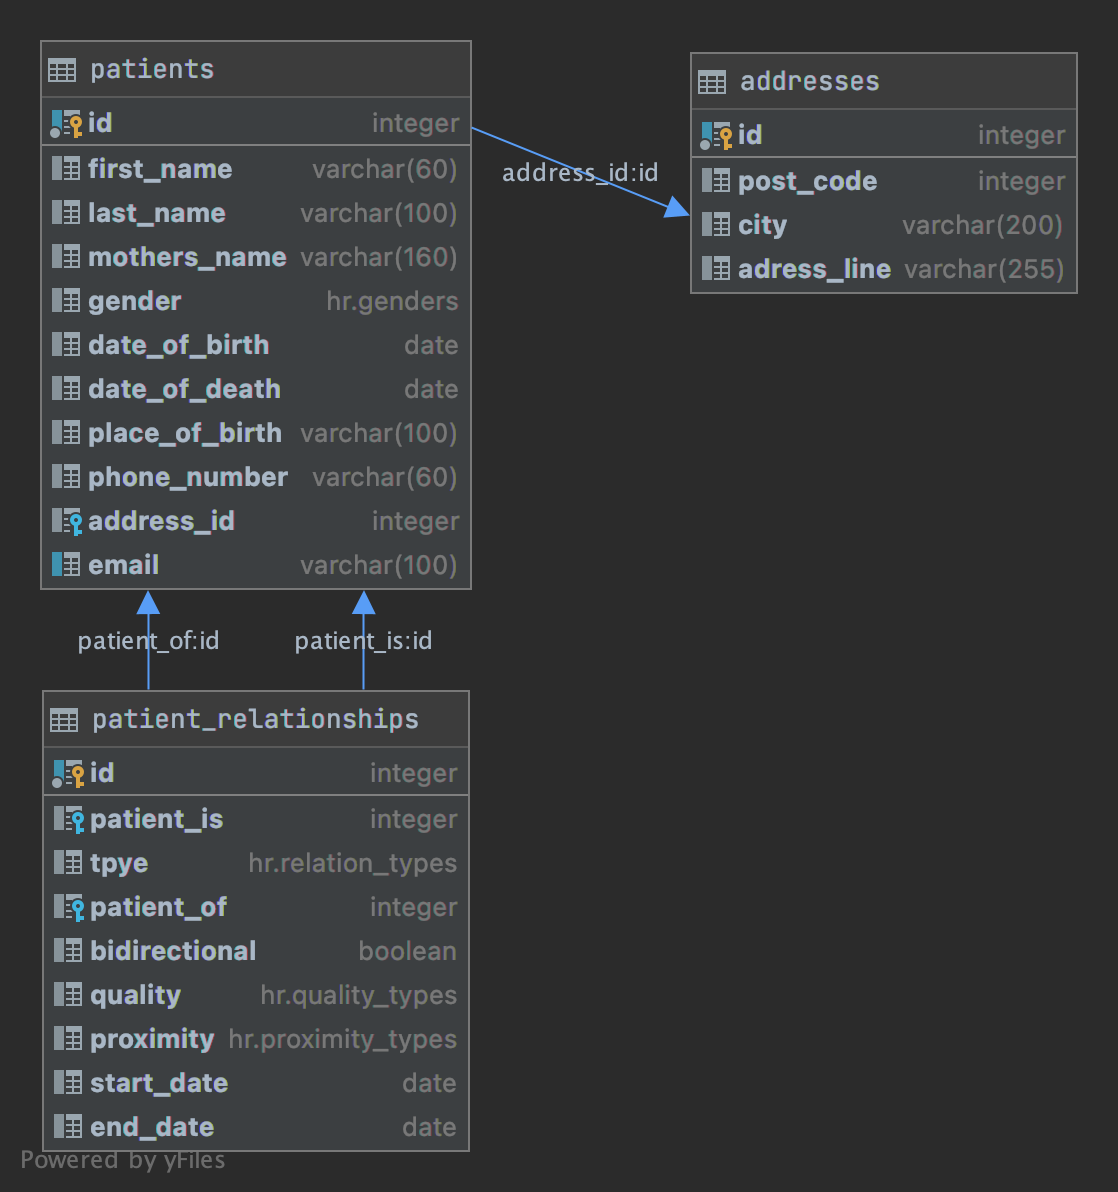 patients
id integer
first_name varchar(60)
last_name varchar(100)
mothers_name varchar(160)
gender hr.genders
date_of_birth date
date_of_death date
place_of_birth varchar(100)
phone_number varchar(60)
address_id integer
email varchar(100)
address_id:id
addresses
id integer
post_code integer
city varchar(200)
adress_line varchar(255)
patient_of:id
patient_is:id
patient_relationships
id integer
patient_is integer
tpye hr.relation_types
patient_of integer
bidirectional boolean
quality hr.quality_types
proximity hr.proximity_types
start_date date
end_date date
Powered by yFiles